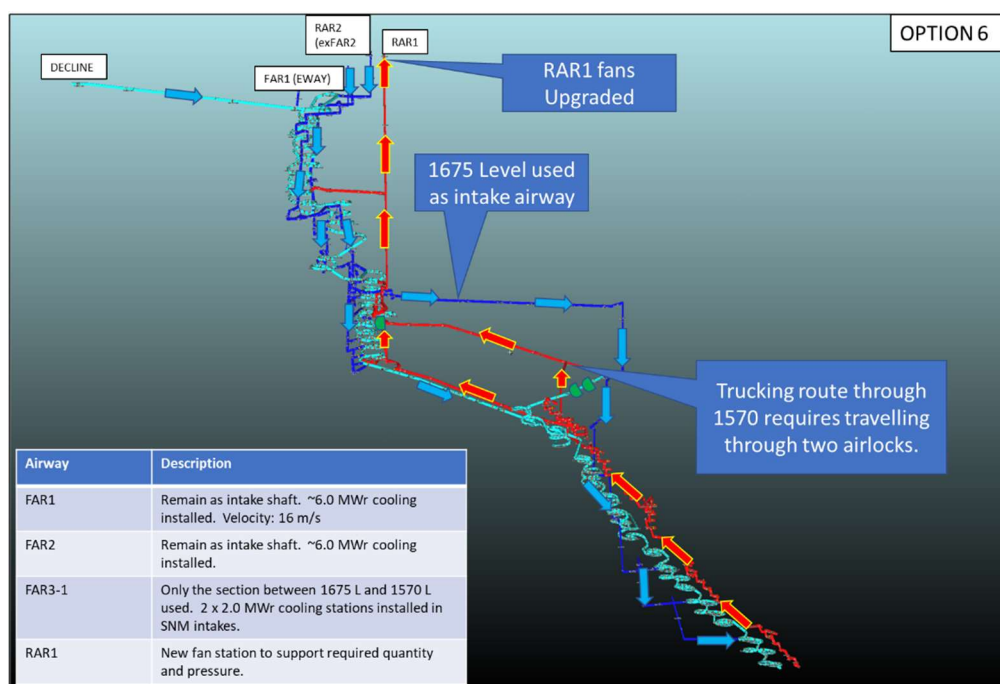 OPTION 6
RAR2
(exFAR2
RAR1
DECLINE
FAR1 (EWAY)
RAR1 fans
Upgraded
1675 Level used
as intake airway
Trucking route through
1570 requires travelling
through two airlocks.
Airway
Description
FAR1
Remain as intake shaft. ~6.0 MWr cooling
installed. Velocity: 16 m/s
FAR2
Remain as intake shaft. ~6.0 MWr cooling
installed.
FAR3-1
Only the section between 1675 L and 1570 L
used. 2 x 2.0 MWr cooling stations installed in
SNM intakes.
RAR1
New fan station to support required quantity
and pressure.